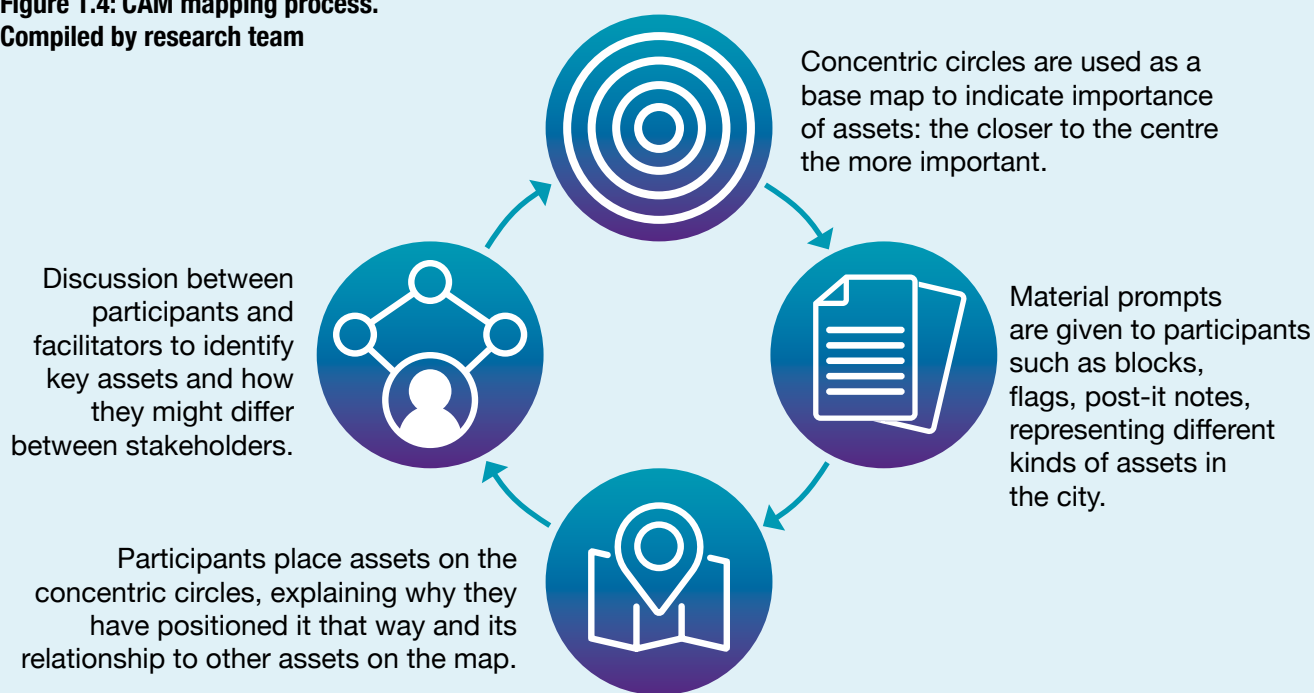 Figure 1.4: CAM mapping process.
Compiled by research team
Concentric circles are used as a
base map to indicate importance
of assets: the closer to the centre
the more important.
Material prompts
are given to participants
such as blocks,
flags, post-it notes,
representing different
kinds of assets in
the city.
Participants place assets on the
concentric circles, explaining why they
have positioned it that way and its
relationship to other assets on the map.
Discussion between
participants and
facilitators to identify
key assets and how
they might differ
between stakeholders.